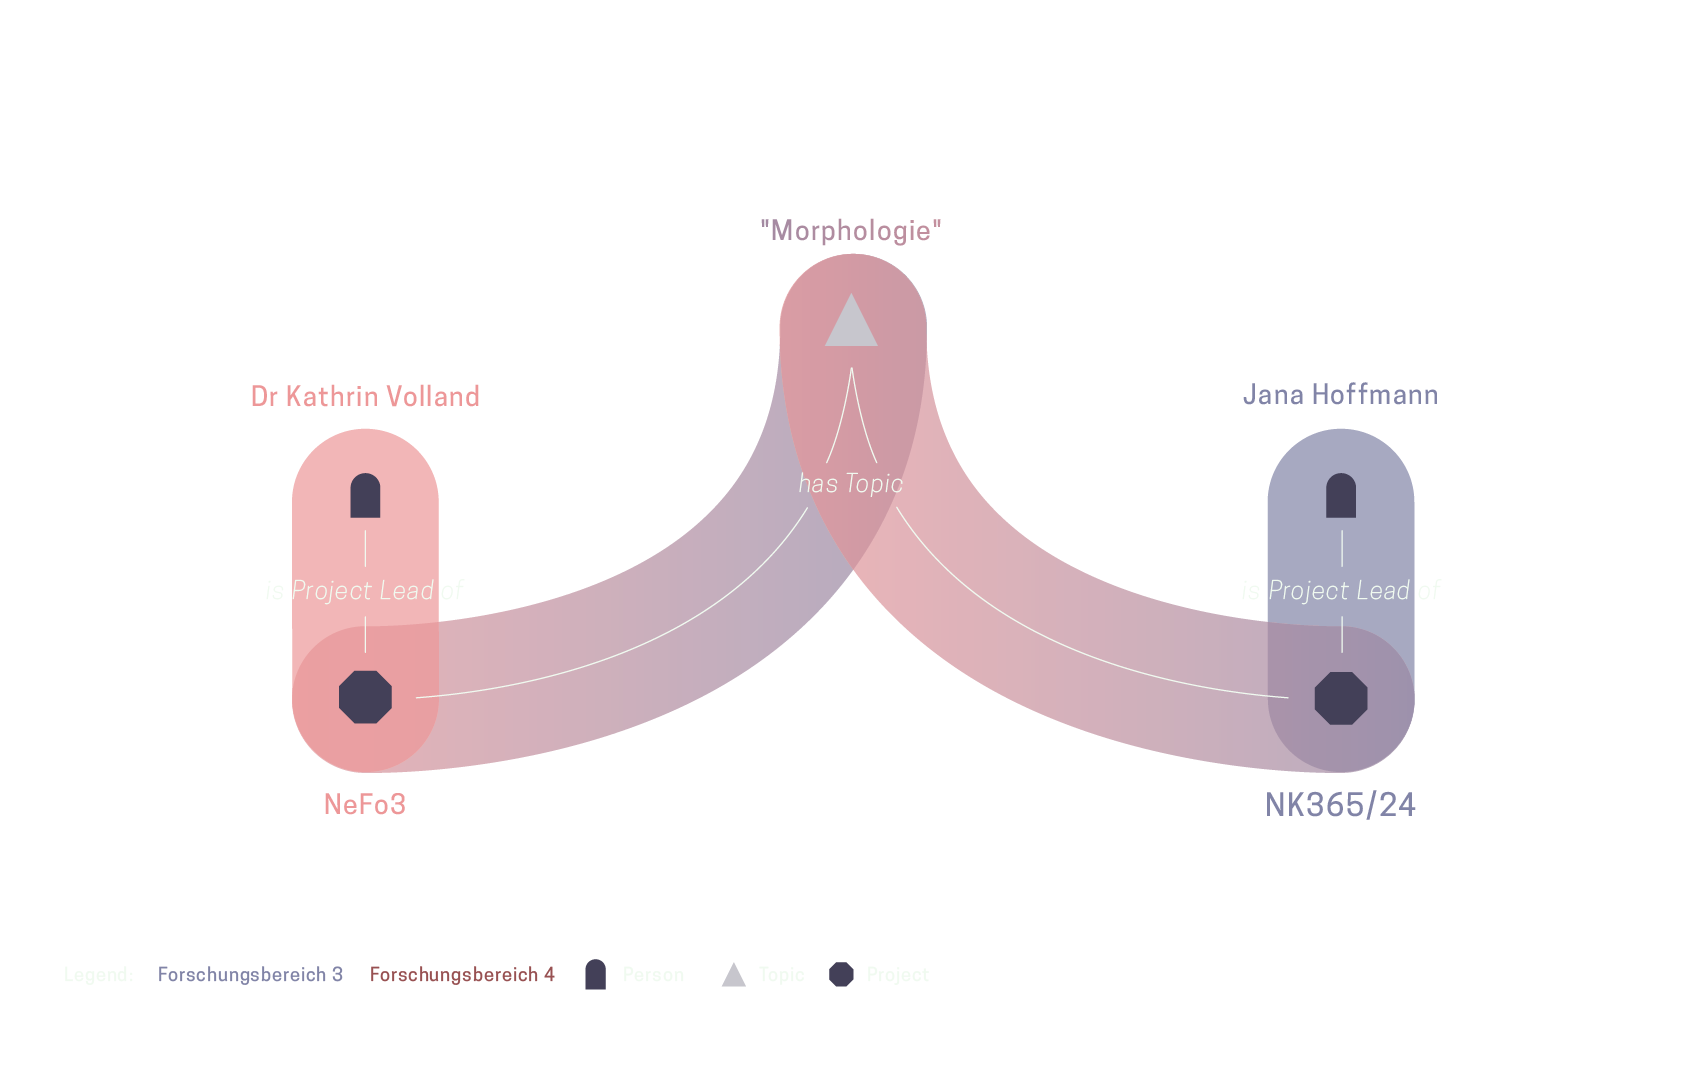 "Morphologie"
Dr Kathrin Volland
Jana Hoffmann
has Topic
is Project Lead of
is Project Lead of
NeFo3
NK365/24
Legend: Forschungsbereich 3 Forschungsbereich 4 Person Topic Project